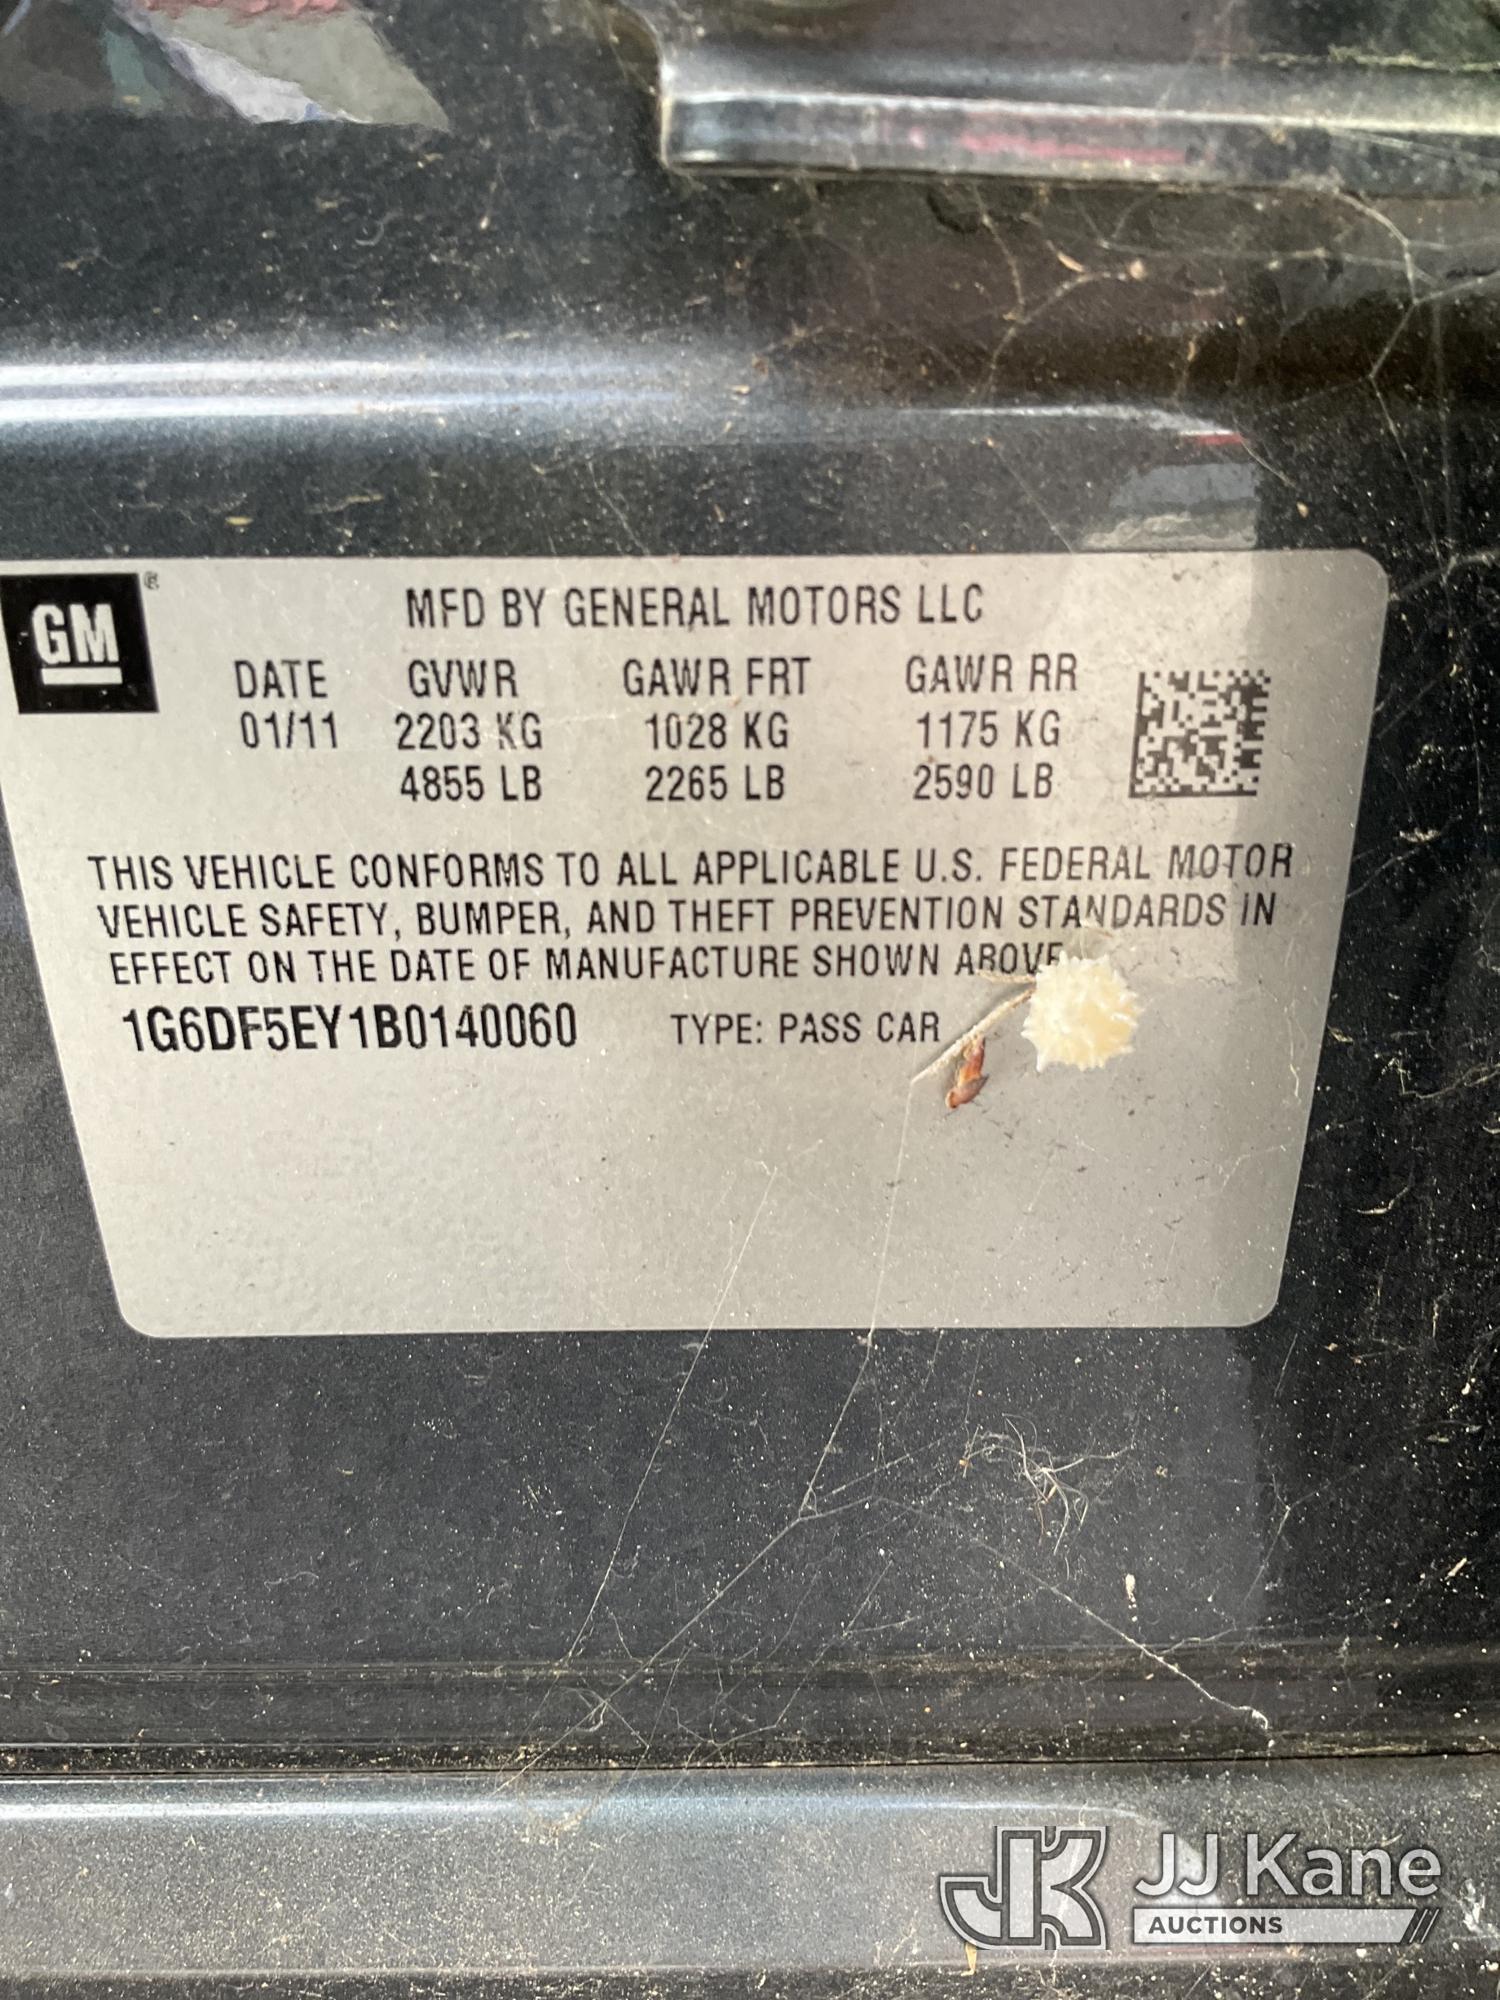 GM ®
MFD BY GENERAL MOTORS LLC
DATE GVWR GAWR FRT GAWR RR
01/11 2203 KG 1028 KG 1175 KG
4855 LB 2265 LB 2590 LB
THIS VEHICLE CONFORMS TO ALL APPLICABLE U.S. FEDERAL MOTOR
VEHICLE SAFETY, BUMPER, AND THEFT PREVENTION STANDARDS IN
EFFECT ON THE DATE OF MANUFACTURE SHOWN ABOVE
1G6DF5EY1B0140060 TYPE: PASS CAR
JK JJ Kane
AUCTIONS